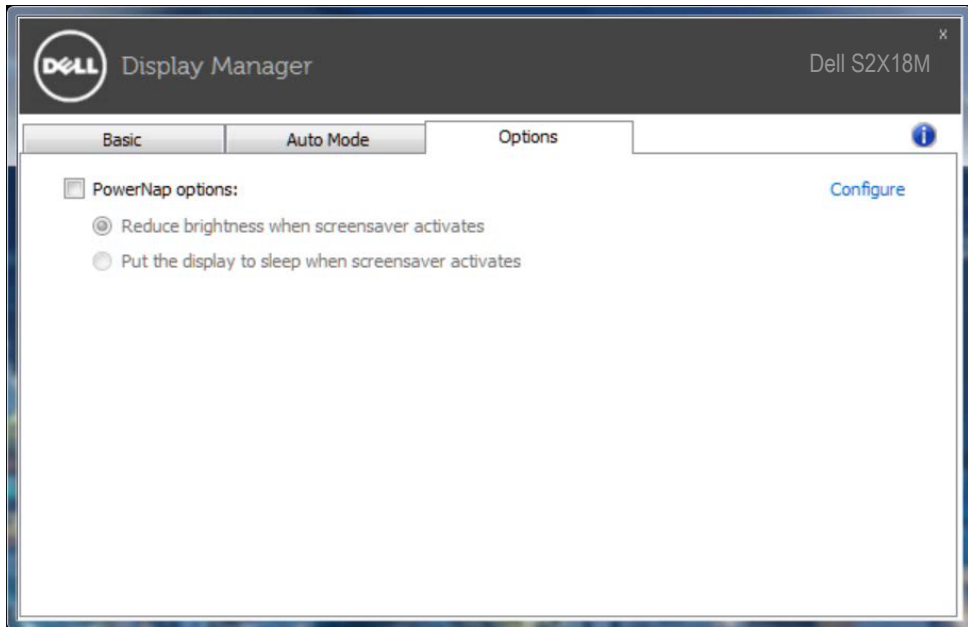 DELL Display Manager
x
Dell S2X18M
Basic
Auto Mode
Options
i
PowerNap options:
Configure
Reduce brightness when screensaver activates
Put the display to sleep when screensaver activates